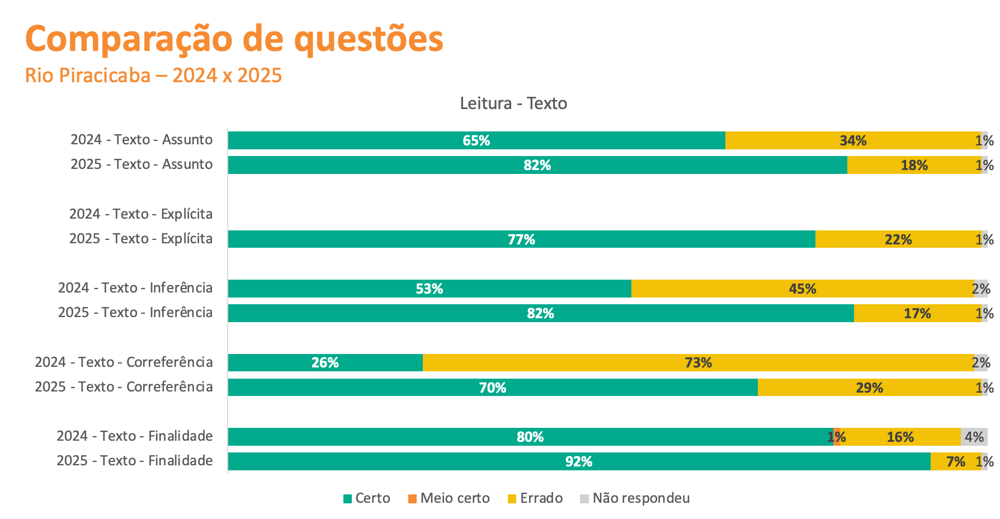 Comparação de questões
Rio Piracicaba – 2024 x 2025
Leitura - Texto
2024 - Texto - Assunto 65% 34% 1%
2025 - Texto - Assunto 82% 18% 1%
2024 - Texto - Explícita
2025 - Texto - Explícita 77% 22% 1%
2024 - Texto - Inferência 53% 45% 2%
2025 - Texto - Inferência 82% 17% 1%
2024 - Texto - Correferência 26% 73% 2%
2025 - Texto - Correferência 70% 29% 1%
2024 - Texto - Finalidade 80% 1% 16% 4%
2025 - Texto - Finalidade 92% 7% 1%
Certo Meio certo Errado Não respondeu